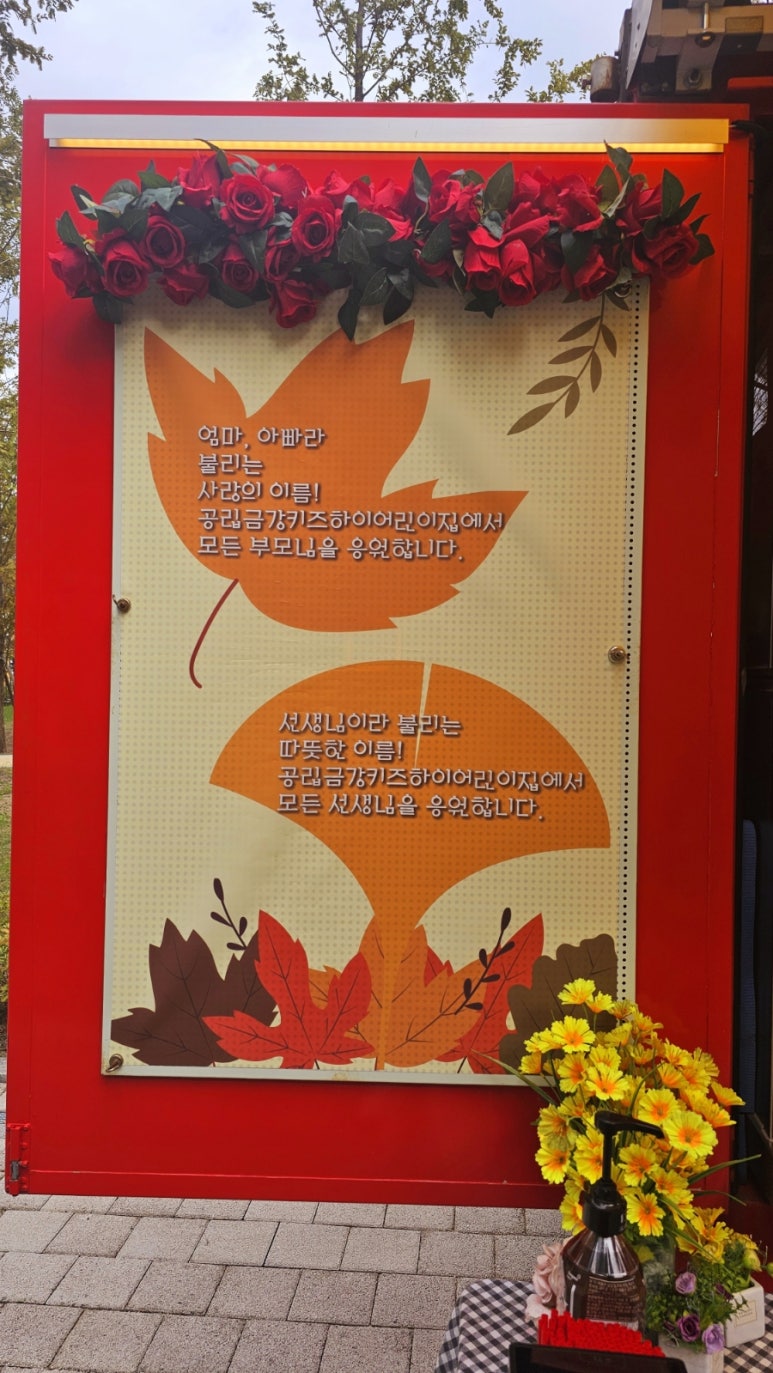 엄마, 아빠라
불리는
사랑의 이름!
공립금강키즈하이어린이집에서
모든 부모님을 응원합니다.
선생님이라 불리는
따뜻한 이름!
공립금강키즈하이어린이집에서
모든 선생님을 응원합니다.